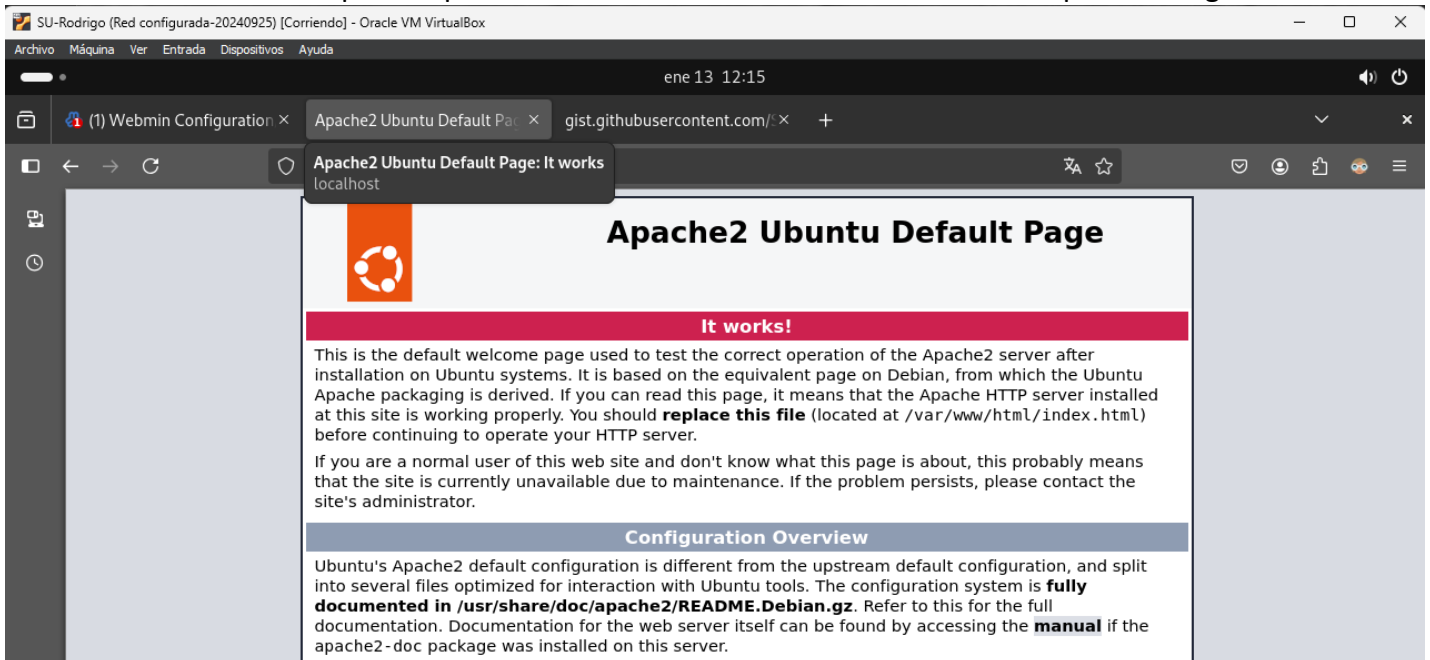 SU-Rodrigo (Red configurada-20240925) [Corriendo] - Oracle VM VirtualBox
Archivo Máquina Ver Entrada Dispositivos Ayuda
ene 13 12:15
(1) Webmin Configuration
Apache2 Ubuntu Default Pag
gist.githubusercontent.com/
Apache2 Ubuntu Default Page: It works
localhost
Apache2 Ubuntu Default Page
It works!
This is the default welcome page used to test the correct operation of the Apache2 server after
installation on Ubuntu systems. It is based on the equivalent page on Debian, from which the Ubuntu
Apache packaging is derived. If you can read this page, it means that the Apache HTTP server installed
at this site is working properly. You should replace this file (located at /var/www/html/index.html)
before continuing to operate your HTTP server.
If you are a normal user of this web site and don't know what this page is about, this probably means
that the site is currently unavailable due to maintenance. If the problem persists, please contact the
site's administrator.
Configuration Overview
Ubuntu's Apache2 default configuration is different from the upstream default configuration, and split
into several files optimized for interaction with Ubuntu tools. The configuration system is fully
documented in /usr/share/doc/apache2/README.Debian.gz. Refer to this for the full
documentation. Documentation for the web server itself can be found by accessing the manual if the
apache2-doc package was installed on this server.